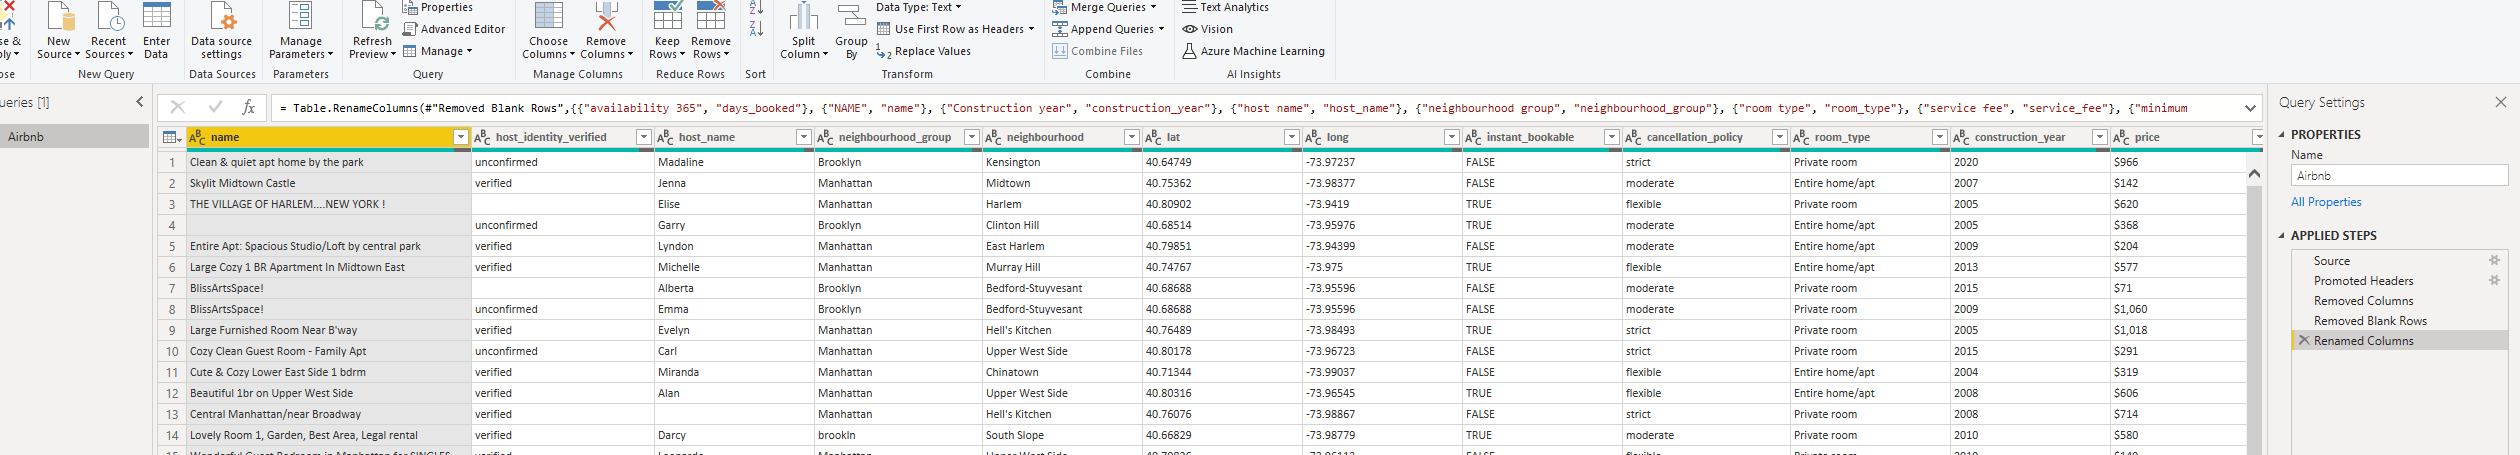 Properties Data Type: Text Merge Queries Text Analytics
Advanced Editor Use First Row as Headers Append Queries Vision
New Source Recent Sources Enter Data Data source settings Manage Parameters Refresh Preview Manage Choose Columns Remove Columns Keep Rows Remove Rows Split Column Group By Replace Values Combine Files Azure Machine Learning
New Query Data Sources Parameters Query Manage Columns Reduce Rows Sort Transform Combine AI Insights
ueries [1] = Table.RenameColumns(#"Removed Blank Rows",{{"availability 365", "days_booked"}, {"NAME", "name"}, {"Construction year", "construction_year"}, {"host name", "host_name"}, {"neighbourhood group", "neighbourhood_group"}, {"room type", "room_type"}, {"service fee", "service_fee"}, {"minimum
Airbnb
name host_identity_verified host_name neighbourhood_group neighbourhood lat long instant_bookable cancellation_policy room_type construction_year price
1 Clean & quiet apt home by the park unconfirmed Madaline Brooklyn Kensington 40.64749 -73.97237 FALSE strict Private room 2020 $966
2 Skylit Midtown Castle verified Jenna Manhattan Midtown 40.75362 -73.98377 FALSE moderate Entire home/apt 2007 $142
3 THE VILLAGE OF HARLEM....NEW YORK ! Elise Manhattan Harlem 40.80902 -73.9419 TRUE flexible Private room 2005 $620
4 unconfirmed Garry Brooklyn Clinton Hill 40.68514 -73.95976 TRUE moderate Entire home/apt 2005 $368
5 Entire Apt: Spacious Studio/Loft by central park verified Lyndon Manhattan East Harlem 40.79851 -73.94399 FALSE moderate Entire home/apt 2009 $204
6 Large Cozy 1 BR Apartment In Midtown East verified Michelle Manhattan Murray Hill 40.74767 -73.975 TRUE flexible Entire home/apt 2013 $577
7 BlissArtsSpace! Alberta Brooklyn Bedford-Stuyvesant 40.68688 -73.95596 FALSE moderate Private room 2015 $71
8 BlissArtsSpace! unconfirmed Emma Brooklyn Bedford-Stuyvesant 40.68688 -73.95596 FALSE moderate Private room 2009 $1,060
9 Large Furnished Room Near B'way verified Evelyn Manhattan Hell's Kitchen 40.76489 -73.98493 TRUE strict Private room 2005 $1,018
10 Cozy Clean Guest Room - Family Apt unconfirmed Carl Manhattan Upper West Side 40.80178 -73.96723 FALSE strict Private room 2015 $291
11 Cute & Cozy Lower East Side 1 bdrm verified Miranda Manhattan Chinatown 40.71344 -73.99037 FALSE flexible Entire home/apt 2004 $319
12 Beautiful 1br on Upper West Side verified Alan Manhattan Upper West Side 40.80316 -73.96545 TRUE flexible Entire home/apt 2008 $606
13 Central Manhattan/near Broadway verified Manhattan Hell's Kitchen 40.76076 -73.98867 FALSE strict Private room 2008 $714
14 Lovely Room 1, Garden, Best Area, Legal rental verified Darcy brookln South Slope 40.66829 -73.98779 TRUE moderate Private room 2010 $580
Query Settings
PROPERTIES
Name
Airbnb
All Properties
APPLIED STEPS
Source
Promoted Headers
Removed Columns
Removed Blank Rows
Renamed Columns